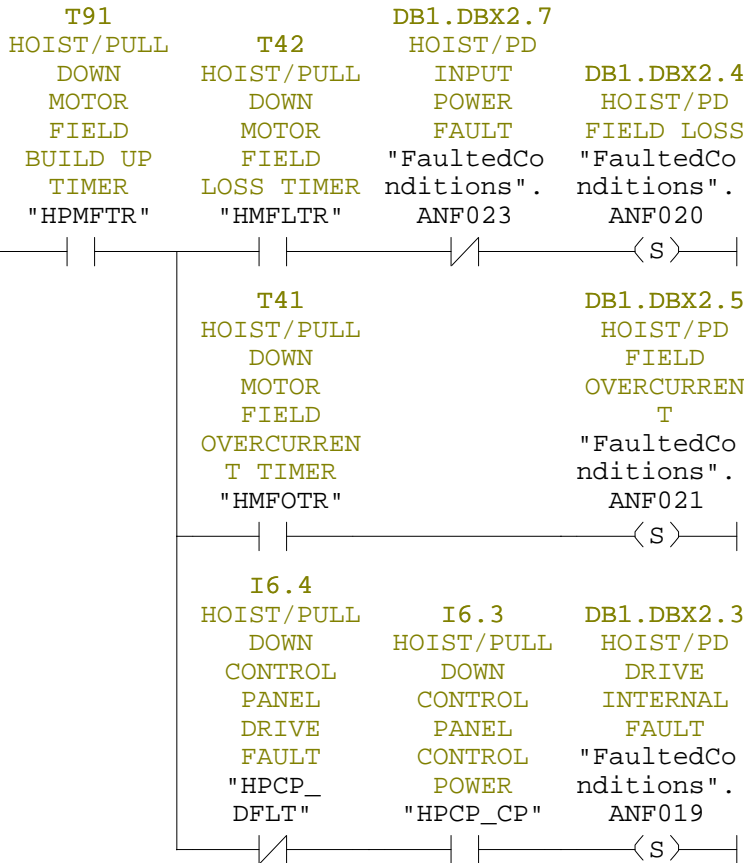 T91
HOIST/PULL
DOWN
MOTOR
FIELD
BUILD UP
TIMER
"HPMFTR"
T42
HOIST/PULL
DOWN
MOTOR
FIELD
LOSS TIMER
"HMFLTR"
DB1.DBX2.7
HOIST/PD
INPUT
POWER
FAULT
"FaultedCo
nditions".
ANF023
DB1.DBX2.4
HOIST/PD
FIELD LOSS
"FaultedCo
nditions".
ANF020
S
T41
HOIST/PULL
DOWN
MOTOR
FIELD
OVERCURREN
T TIMER
"HMFOTR"
DB1.DBX2.5
HOIST/PD
FIELD
OVERCURREN
T
"FaultedCo
nditions".
ANF021
S
I6.4
HOIST/PULL
DOWN
CONTROL
PANEL
DRIVE
FAULT
"HPCP_
DFLT"
I6.3
HOIST/PULL
DOWN
CONTROL
PANEL
CONTROL
POWER
"HPCP_CP"
DB1.DBX2.3
HOIST/PD
DRIVE
INTERNAL
FAULT
"FaultedCo
nditions".
ANF019
S